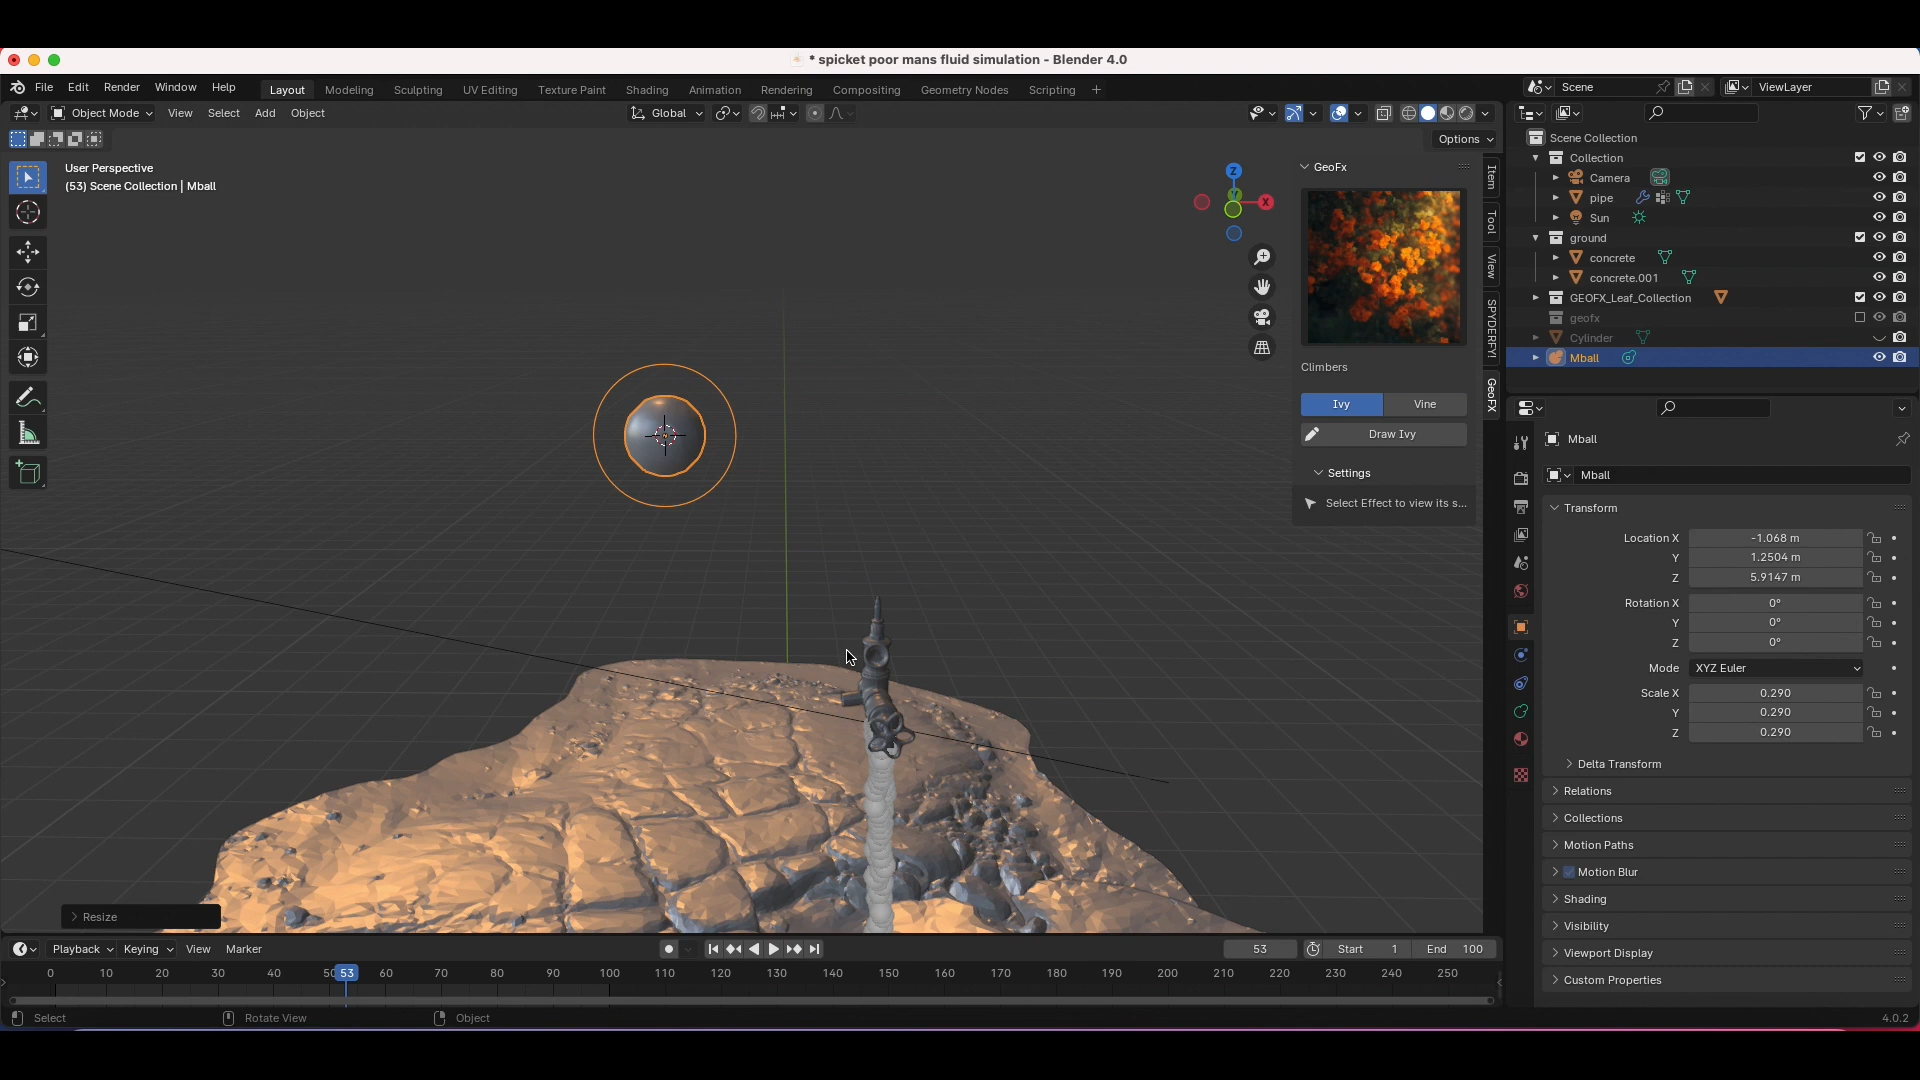 * spicket poor mans fluid simulation - Blender 4.0
File Edit Render Window Help Layout Modeling Sculpting UV Editing Texture Paint Shading Animation Rendering Compositing Geometry Nodes Scripting + Scene ViewLayer
Object Mode View Select Add Object Global
Options
User Perspective
(53) Scene Collection | Mball
Z
Y
X
GeoFx
Climbers
Ivy Vine
Draw Ivy
Settings
Select Effect to view its s...
Item
Tool
View
SPYDERFY!
GeoFX
Scene Collection
Collection
Camera
pipe
Sun
ground
concrete
concrete.001
GEOFX_Leaf_Collection
geofx
Cylinder
Mball
Mball
Mball
Transform
Location X -1.068 m
Y 1.2504 m
Z 5.9147 m
Rotation X 0°
Y 0°
Z 0°
Mode XYZ Euler
Scale X 0.290
Y 0.290
Z 0.290
Delta Transform
Relations
Collections
Motion Paths
Motion Blur
Shading
Visibility
Viewport Display
Custom Properties
Resize
Playback Keying View Marker 53 Start 1 End 100
0 10 20 30 40 50 53 60 70 80 90 100 110 120 130 140 150 160 170 180 190 200 210 220 230 240 250
Select Rotate View Object 4.0.2